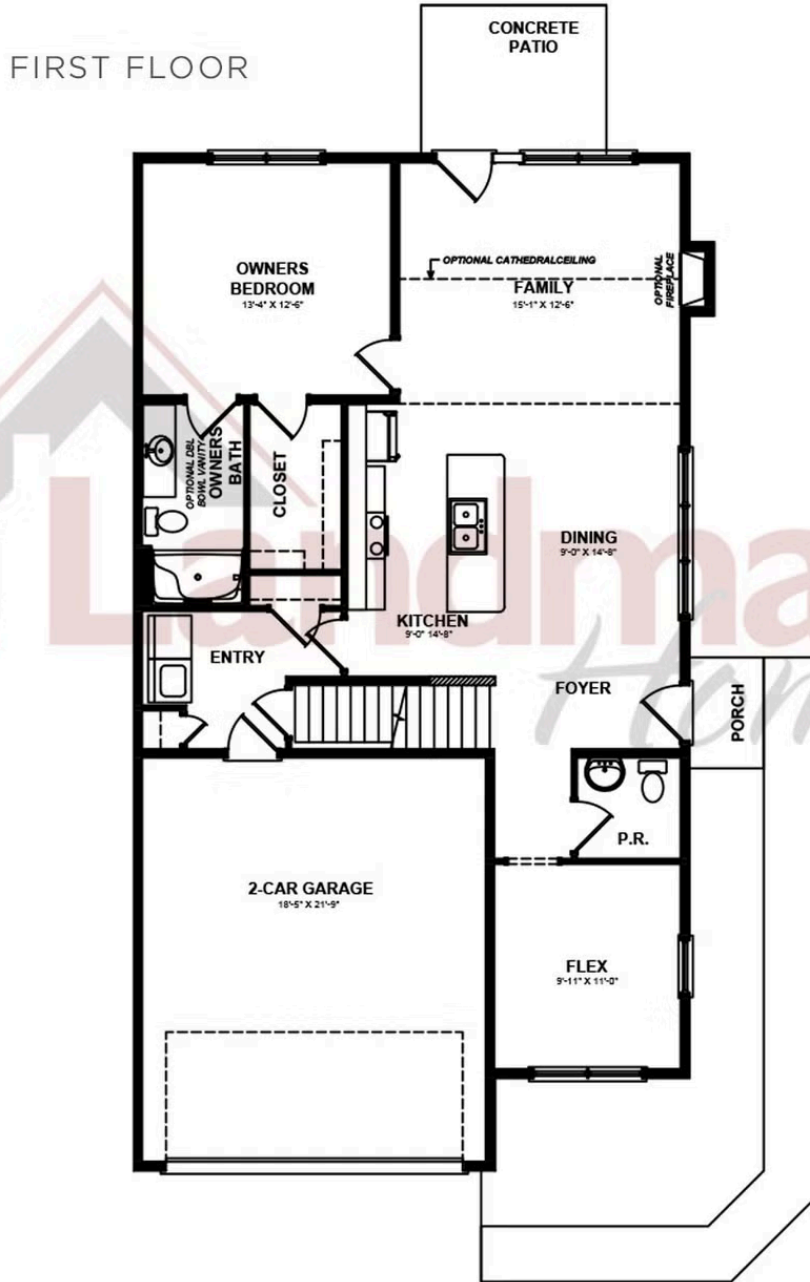 FIRST FLOOR
CONCRETE
PATIO
OWNERS
BEDROOM
13'-4" X 12'-6"
OPTIONAL CATHEDRALCEILING
FAMILY
15'-1" X 12'-6"
OPTIONAL
FIREPLACE
OPTIONAL DBL
BOWL VANITY
OWNERS
BATH
CLOSET
DINING
9'-0" X 14'-8"
KITCHEN
9'-0" 14'-8"
ENTRY
FOYER
PORCH
P.R.
2-CAR GARAGE
18'-5" X 21'-9"
FLEX
9'-11" X 11'-0"
Landma
Hom